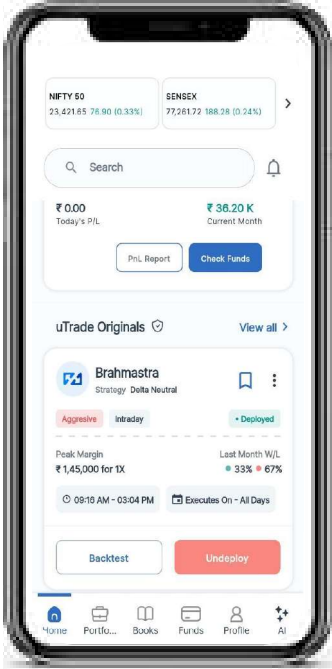 NIFTY 50
23,421.65 76.90 (0.33%)
SENSEX
77,261.72 188.28 (0.24%)
Search
₹ 0.00
Today's P/L
₹ 36.20 K
Current Month
PnL Report
Check Funds
uTrade Originals
View all
Brahmastra
Strategy Delta Neutral
Aggresive
Intraday
• Deployed
Peak Margin
₹ 1,45,000 for 1X
Last Month W/L
33% 67%
09:16 AM - 03:04 PM
Executes On - All Days
Backtest
Undeploy
Home
Portfo...
Books
Funds
Profile
AI